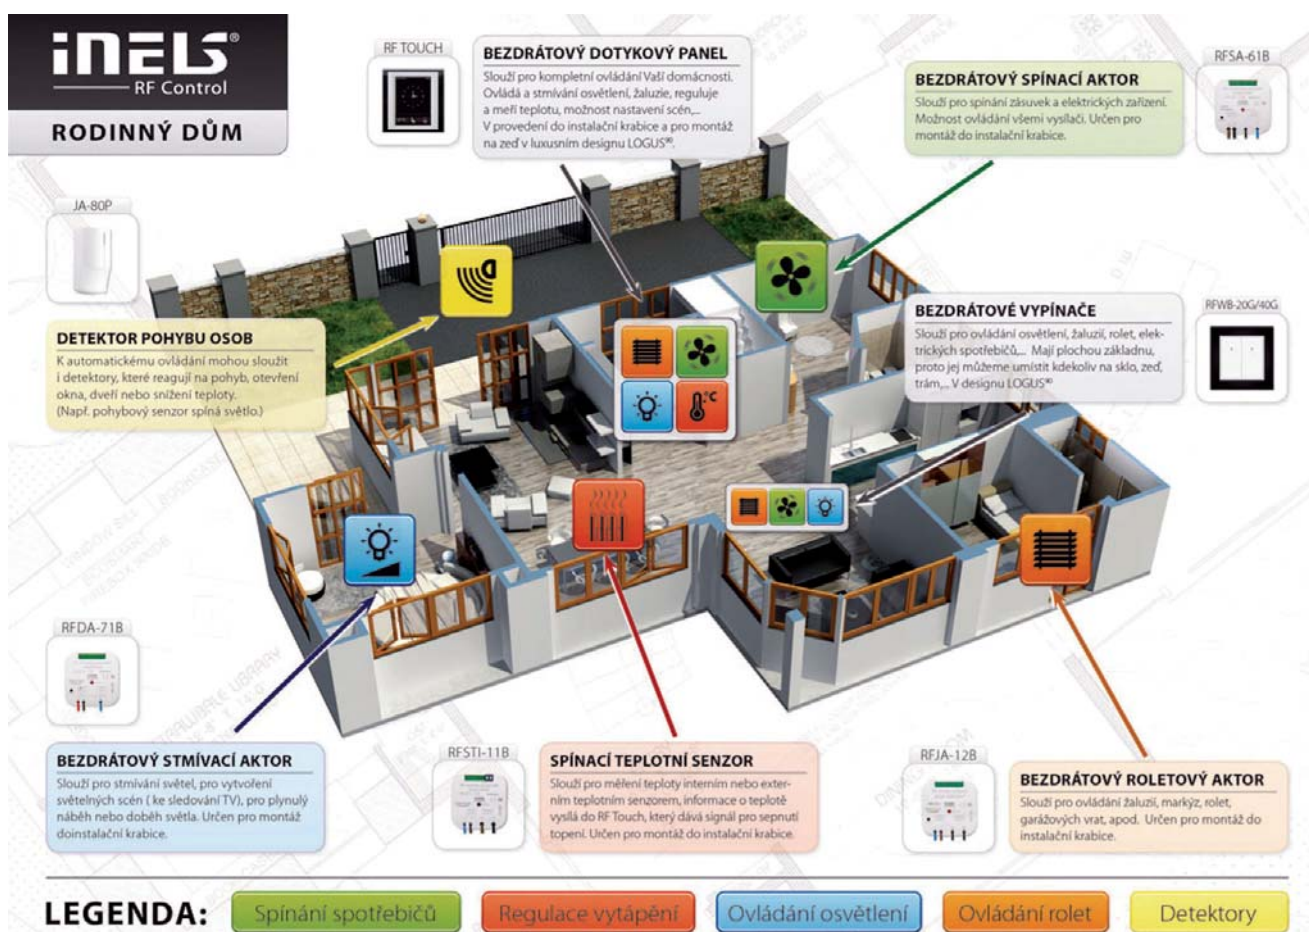 iNELS®
RF Control
RODINNÝ DŮM
RF TOUCH
BEZDRÁTOVÝ DOTYKOVÝ PANEL
Slouží pro kompletní ovládání Vaší domácnosti.
Ovládá a stmívání osvětlení, žaluzie, reguluje
a meří teplotu, možnost nastavení scén,...
V provedení do instalační krabice a pro montáž
na zeď v luxusním designu LOGUS⁹⁰.
BEZDRÁTOVÝ SPÍNACÍ AKTOR
Slouží pro spínání zásuvek a elektrických zařízení.
Možnost ovládání všemi vysílači. Určen pro
montáž do instalační krabice.
RFSA-61B
JA-80P
DETEKTOR POHYBU OSOB
K automatickému ovládání mohou sloužit
i detektory, které reagují na pohyb, otevření
okna, dveří nebo snížení teploty.
(Např. pohybový senzor spíná světlo.)
°C
BEZDRÁTOVÉ VYPÍNAČE
Slouží pro ovládání osvětlení, žaluzií, rolet, elek-
trických spotřebičů,... Mají plochou základnu,
proto jej můžeme umístit kdekoliv na sklo, zeď,
trám,... V designu LOGUS⁹⁰
RFWB-20G/40G
RFDA-71B
BEZDRÁTOVÝ STMÍVACÍ AKTOR
Slouží pro stmívání světel, pro vytvoření
světelných scén ( ke sledování TV), pro plynulý
náběh nebo doběh světla. Určen pro montáž
doinstalační krabice.
RFSTI-11B
SPÍNACÍ TEPLOTNÍ SENZOR
Slouží pro měření teploty interním nebo exter-
ním teplotním senzorem, informace o teplotě
vysílá do RF Touch, který dává signál pro sepnutí
topení. Určen pro montáž do instalační krabice.
RFJA-12B
BEZDRÁTOVÝ ROLETOVÝ AKTOR
Slouží pro ovládání žaluzií, markýz, rolet,
garážových vrat, apod. Určen pro montáž do
instalační krabice.
LEGENDA:
Spínání spotřebičů
Regulace vytápění
Ovládání osvětlení
Ovládání rolet
Detektory